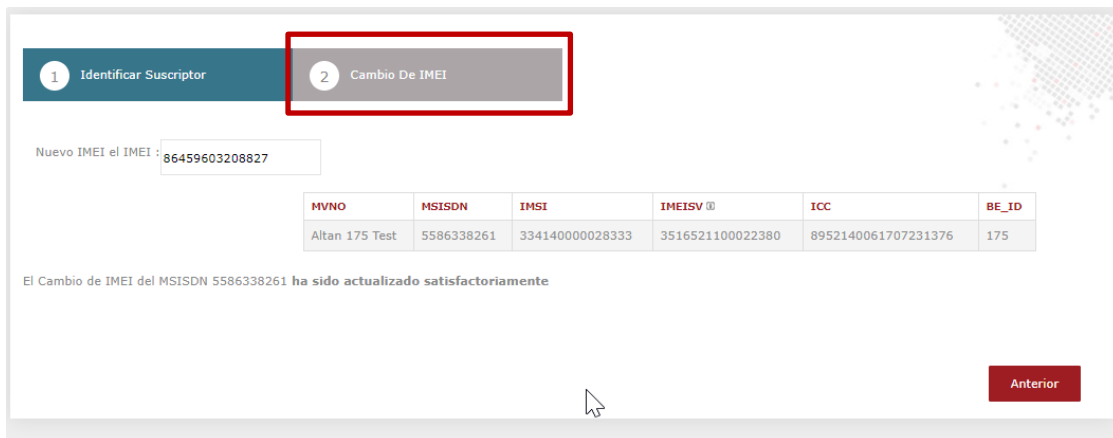 1 Identificar Suscriptor 2 Cambio De IMEI
Nuevo IMEI el IMEI : 86459603208827
MVNO MSISDN IMSI IMEISV ICC BE_ID
Altan 175 Test 5586338261 334140000028333 3516521100022380 8952140061707231376 175
El Cambio de IMEI del MSISDN 5586338261 ha sido actualizado satisfactoriamente
Anterior